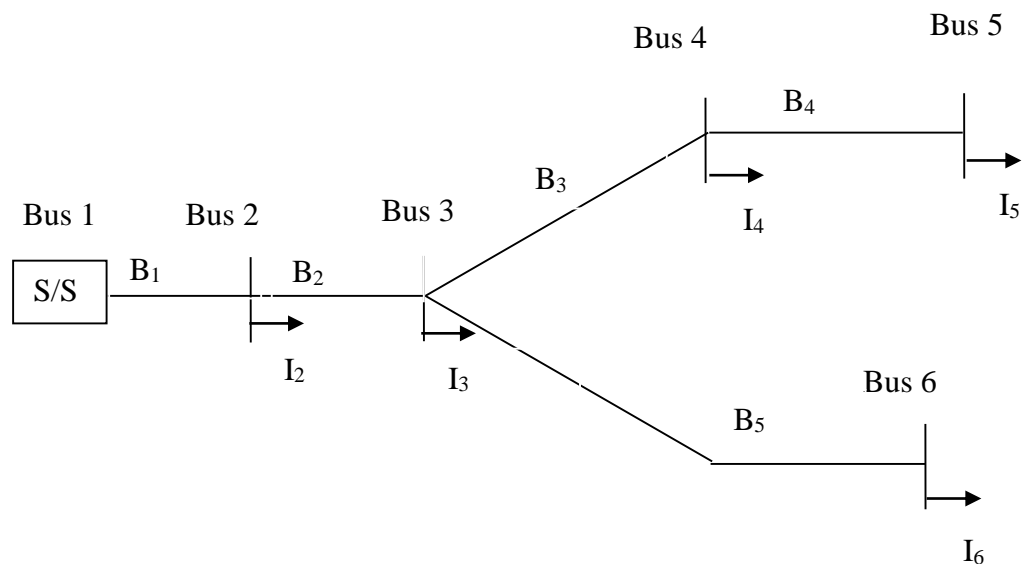 Bus 5
Bus 4
B₄
B₃
I₅
I₄
Bus 1
Bus 2
Bus 3
B₁
B₂
S/S
I₂
I₃
Bus 6
B₅
I₆